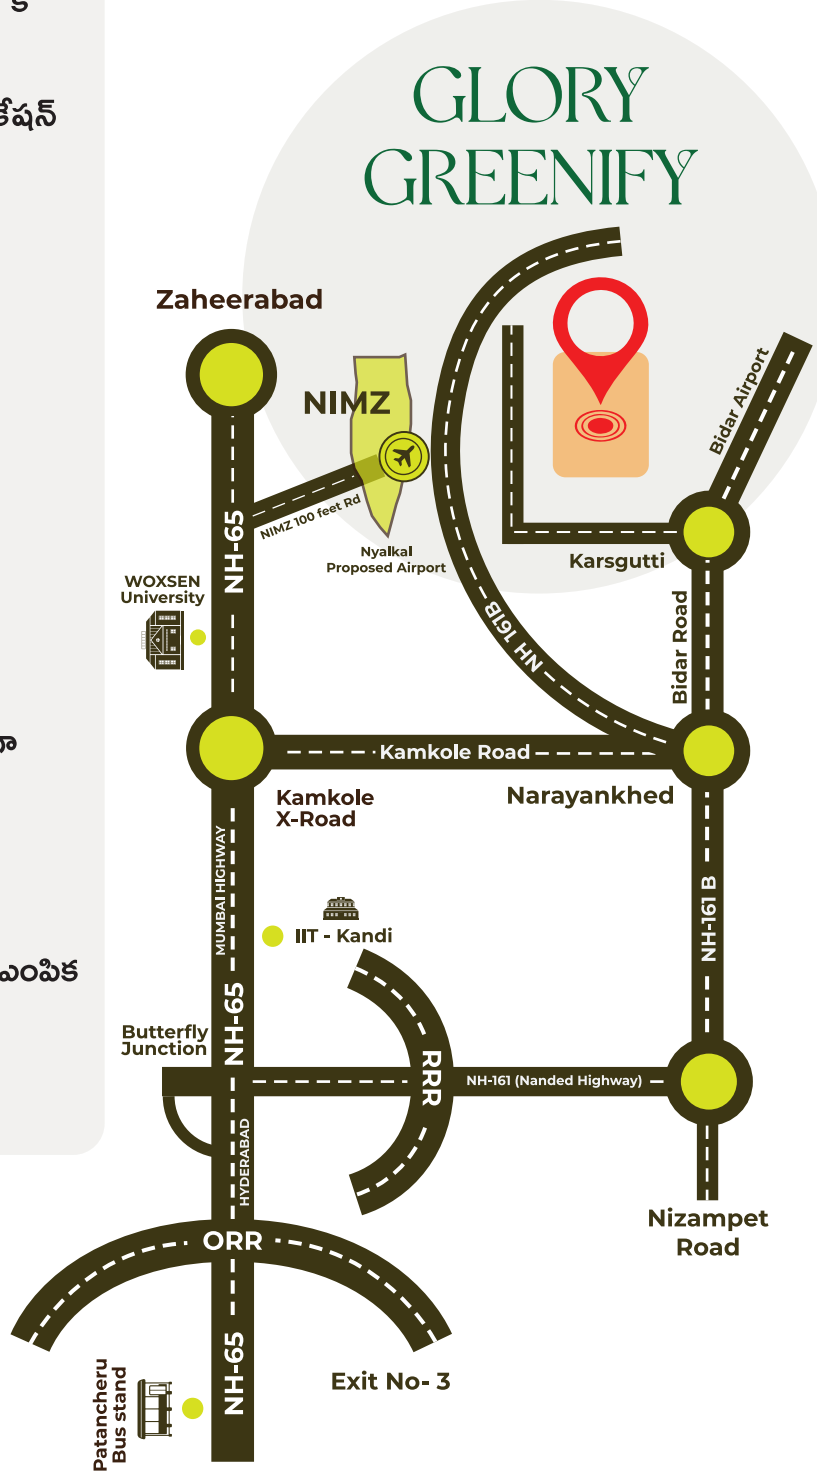 కేషన్
ఎంపిక
GLORY
GREENIFY
Zaheerabad
NIMZ
NIMZ 100 feet Rd
Nyalkal
Proposed Airport
Bidar Airport
Karsgutti
NH-65
WOXSEN
University
NH 161B
Bidar Road
Kamkole Road
Kamkole
X-Road
Narayankhed
MUMBAI HIGHWAY
NH-161 B
IIT - Kandi
NH-65
Butterfly
Junction
RRR
NH-161 (Nanded Highway)
HYDERABAD
Nizampet
Road
ORR
NH-65
Exit No- 3
Patancheru
Bus stand